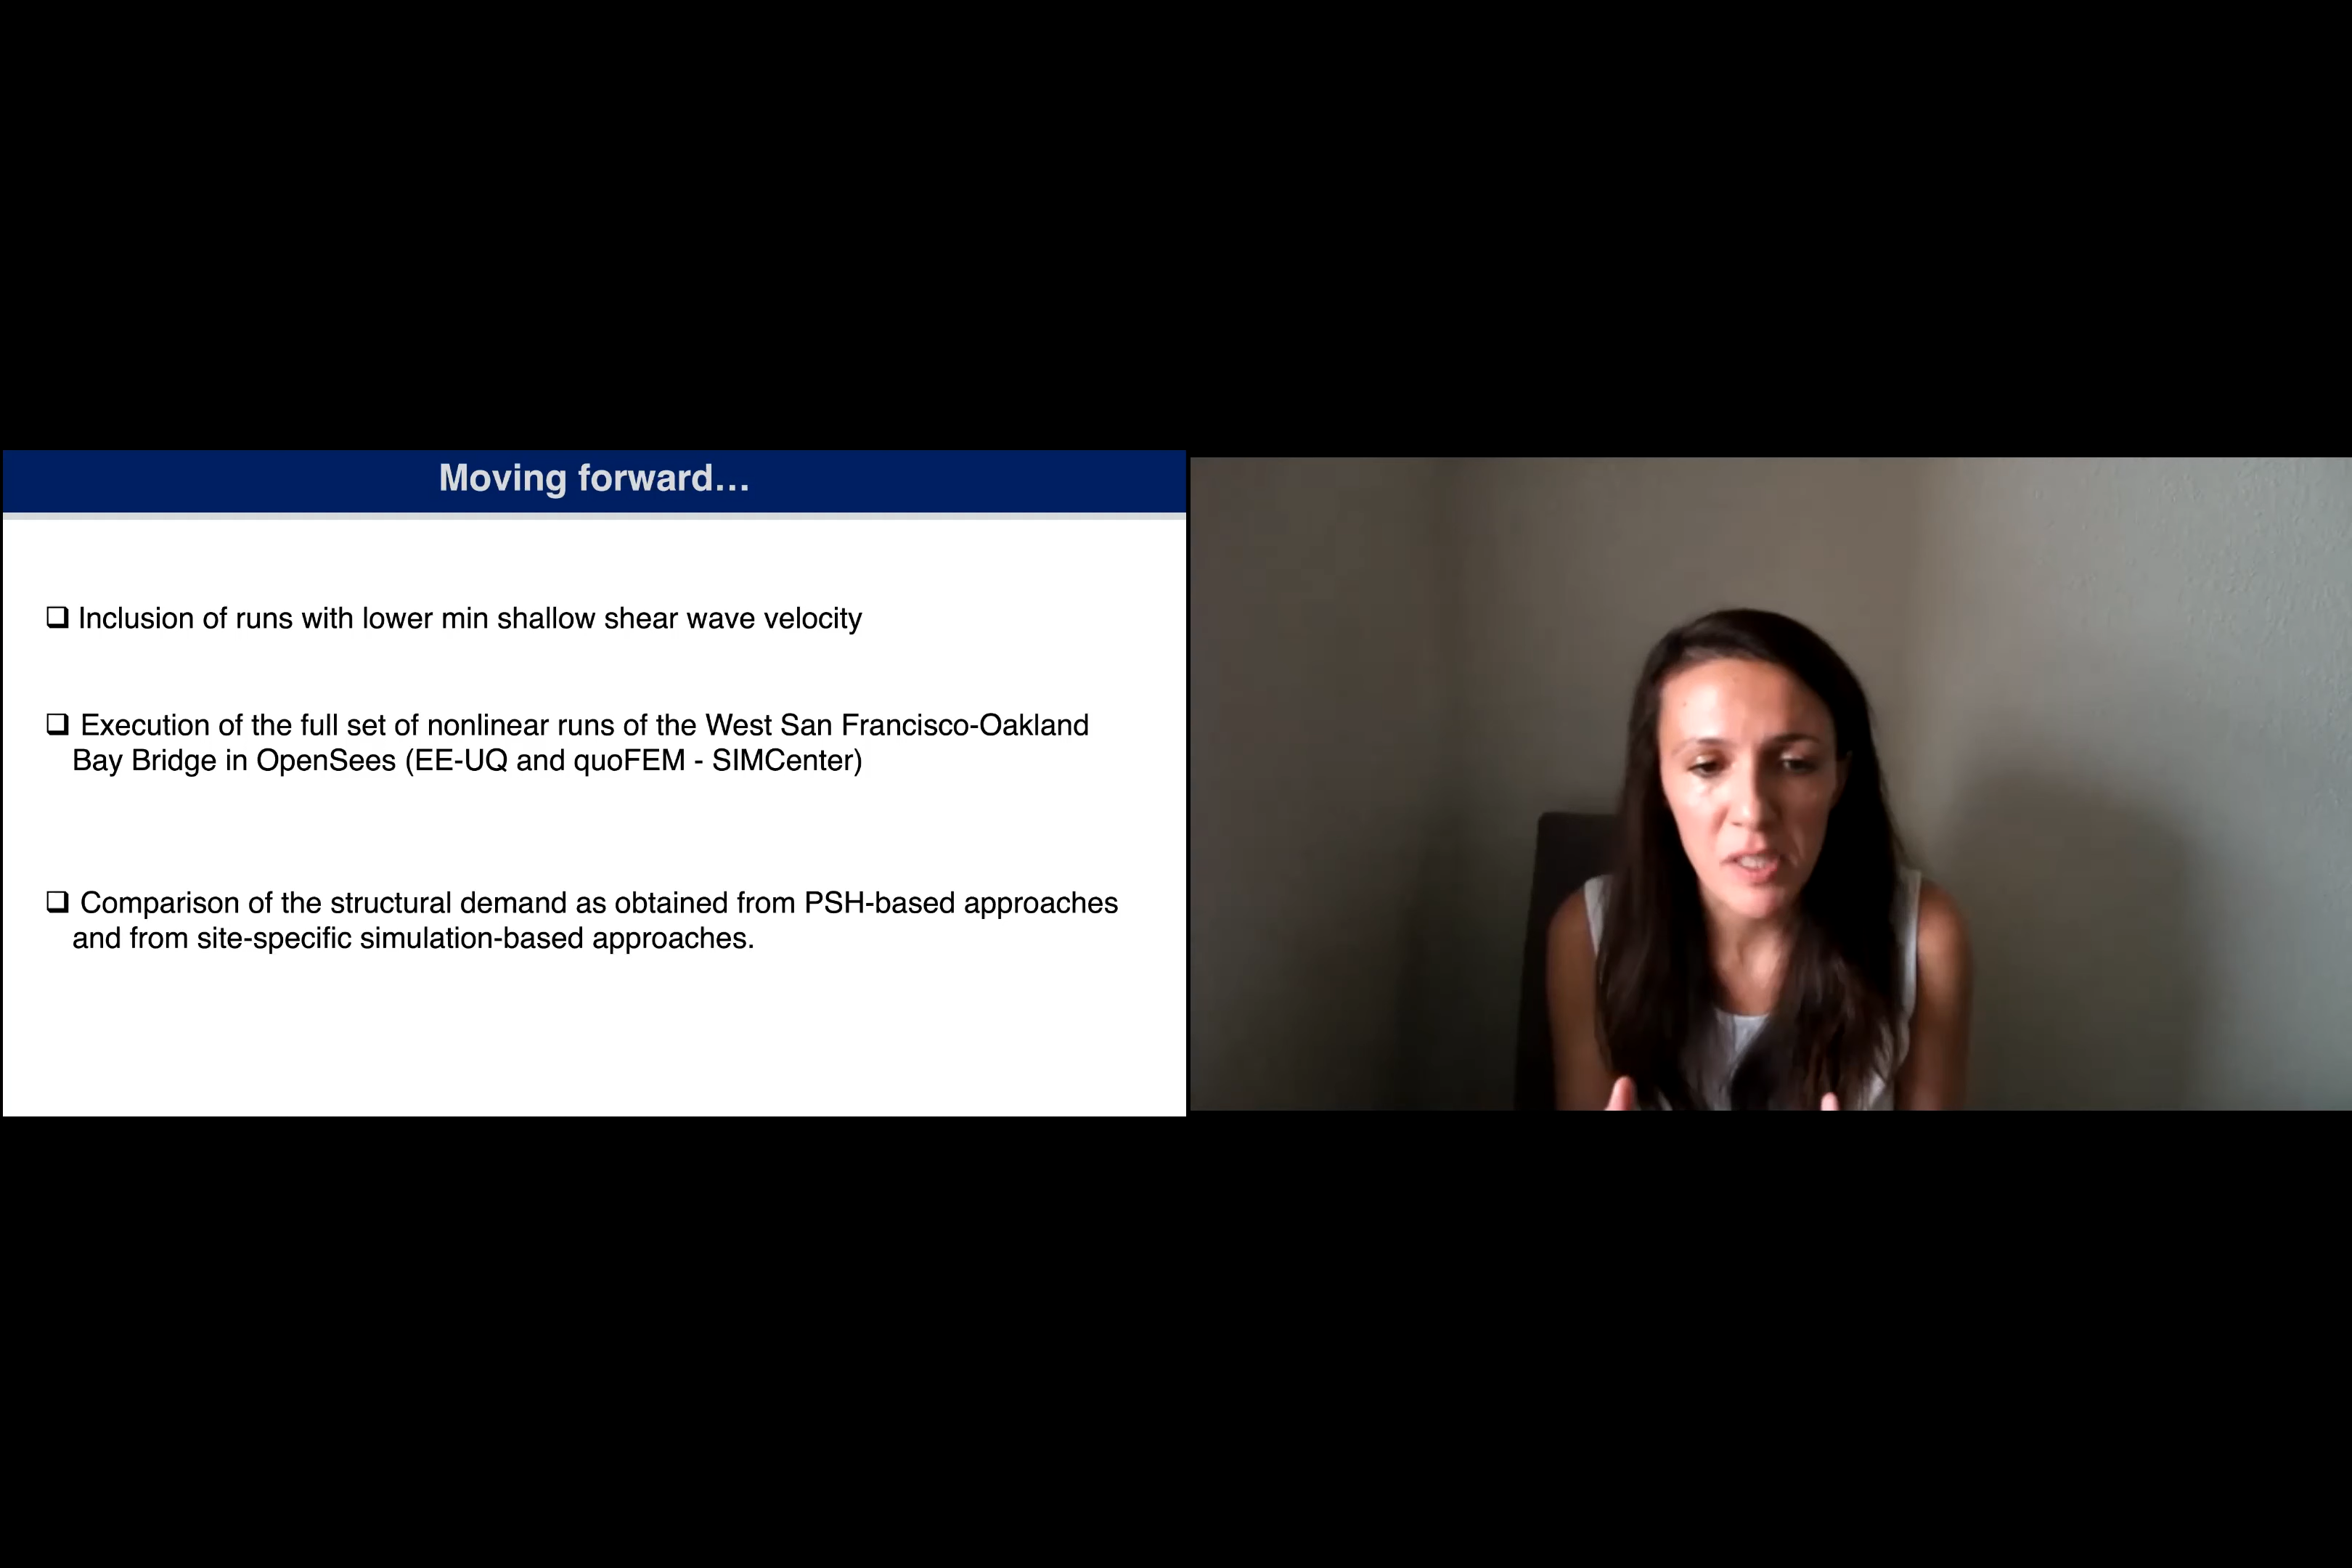 Moving forward…
❑ Inclusion of runs with lower min shallow shear wave velocity
❑ Execution of the full set of nonlinear runs of the West San Francisco-Oakland
Bay Bridge in OpenSees (EE-UQ and quoFEM - SIMCenter)
❑ Comparison of the structural demand as obtained from PSH-based approaches
and from site-specific simulation-based approaches.